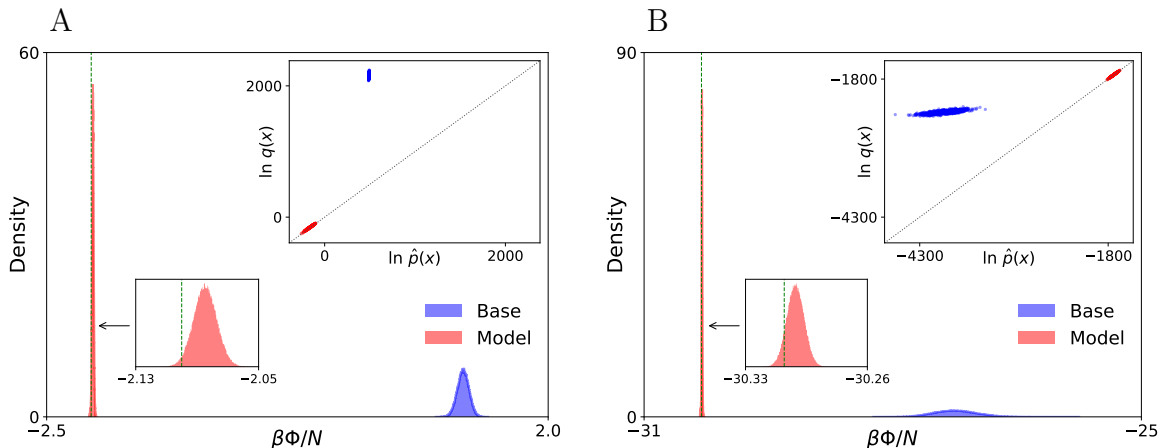 A
60
Density
0
−2.5
2.0
βΦ/N
2000
0
ln q(x)
0
2000
ln p̂(x)
−2.13
−2.05
Base
Model
B
90
Density
0
−31
−25
βΦ/N
−1800
−4300
ln q(x)
−4300
−1800
ln p̂(x)
−30.33
−30.26
Base
Model